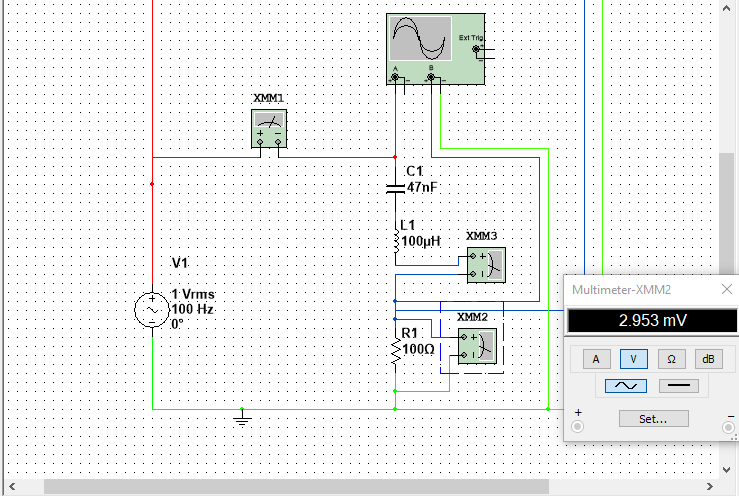 Ext Trig
+
-
A
B
+ - + -
XMM1
+ -
C1
47nF
L1
100µH
XMM3
+
-
V1
1 Vrms
100 Hz
0°
+
-
XMM2
+
-
R1
100Ω
Multimeter-XMM2
2.953 mV
A V Ω dB
+ Set... -